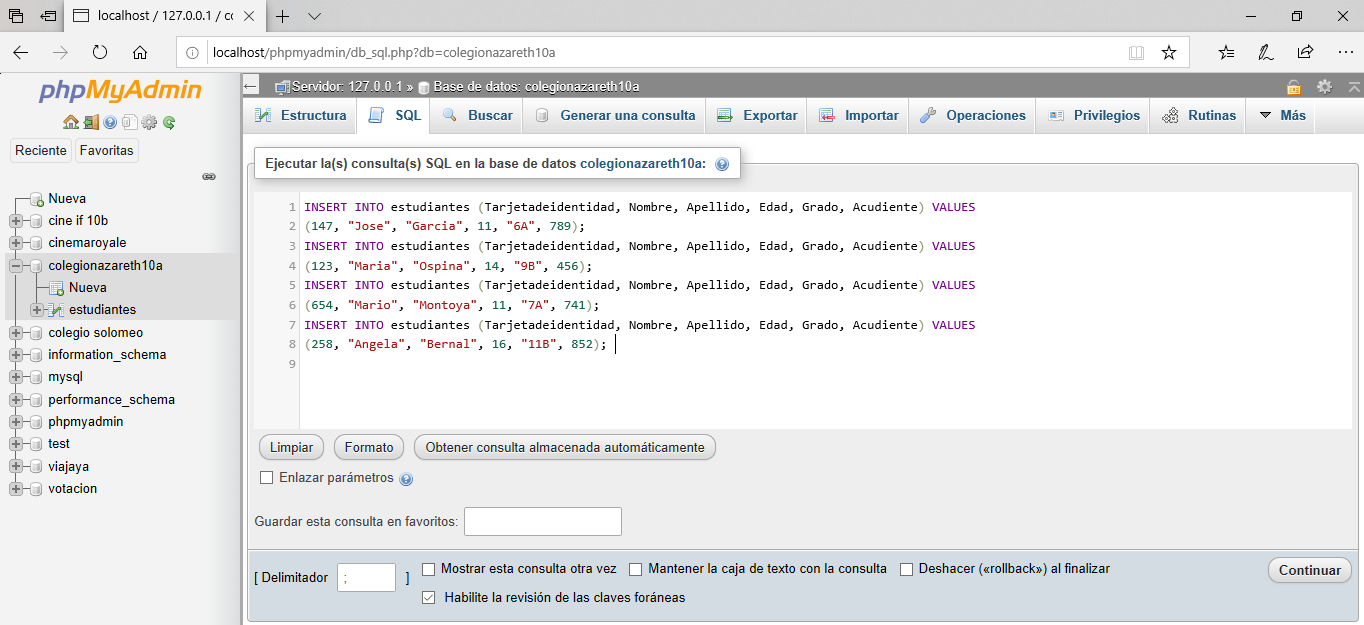 localhost / 127.0.0.1 / cc
localhost/phpmyadmin/db_sql.php?db=colegionazareth10a
phpMyAdmin
Reciente
Favoritas
Nueva
cine if 10b
cinemaroyale
colegionazareth10a
Nueva
estudiantes
colegio solomeo
information_schema
mysql
performance_schema
phpmyadmin
test
viajaya
votacion
Servidor: 127.0.0.1 » Base de datos: colegionazareth10a
Estructura SQL Buscar Generar una consulta Exportar Importar Operaciones Privilegios Rutinas Más
Ejecutar la(s) consulta(s) SQL en la base de datos colegionazareth10a:
1 INSERT INTO estudiantes (Tarjetadeidentidad, Nombre, Apellido, Edad, Grado, Acudiente) VALUES
2 (147, "Jose", "Garcia", 11, "6A", 789);
3 INSERT INTO estudiantes (Tarjetadeidentidad, Nombre, Apellido, Edad, Grado, Acudiente) VALUES
4 (123, "Maria", "Ospina", 14, "9B", 456);
5 INSERT INTO estudiantes (Tarjetadeidentidad, Nombre, Apellido, Edad, Grado, Acudiente) VALUES
6 (654, "Mario", "Montoya", 11, "7A", 741);
7 INSERT INTO estudiantes (Tarjetadeidentidad, Nombre, Apellido, Edad, Grado, Acudiente) VALUES
8 (258, "Angela", "Bernal", 16, "11B", 852);
9
Limpiar Formato Obtener consulta almacenada automáticamente
Enlazar parámetros
Guardar esta consulta en favoritos:
[ Delimitador ; ] Mostrar esta consulta otra vez Mantener la caja de texto con la consulta Deshacer («rollback») al finalizar
Habilite la revisión de las claves foráneas
Continuar